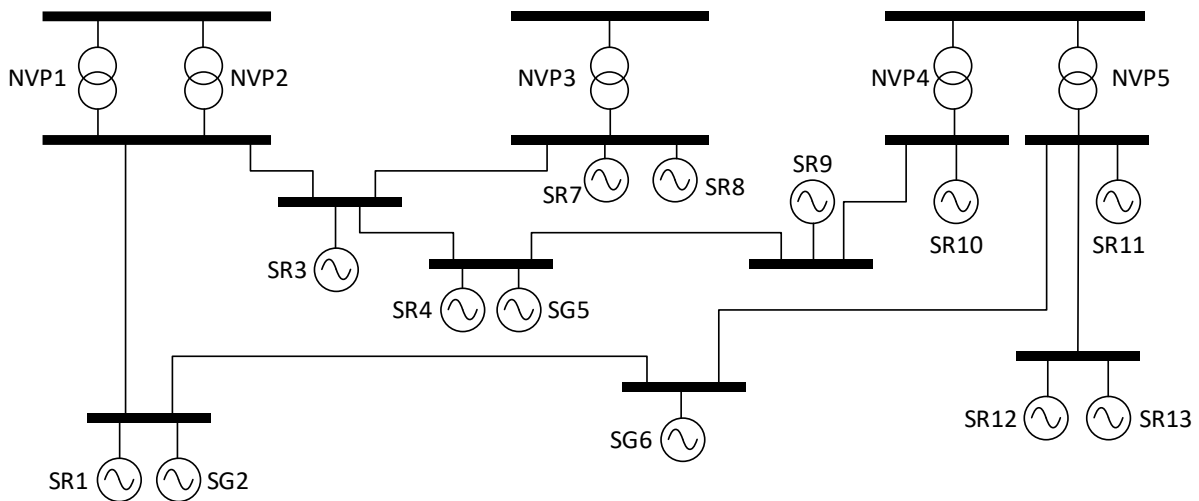 NVP1
NVP2
NVP3
NVP4
NVP5
SR9
SR7
SR8
SR10
SR11
SR3
SR4
SG5
SR12
SR13
SG6
SR1
SG2